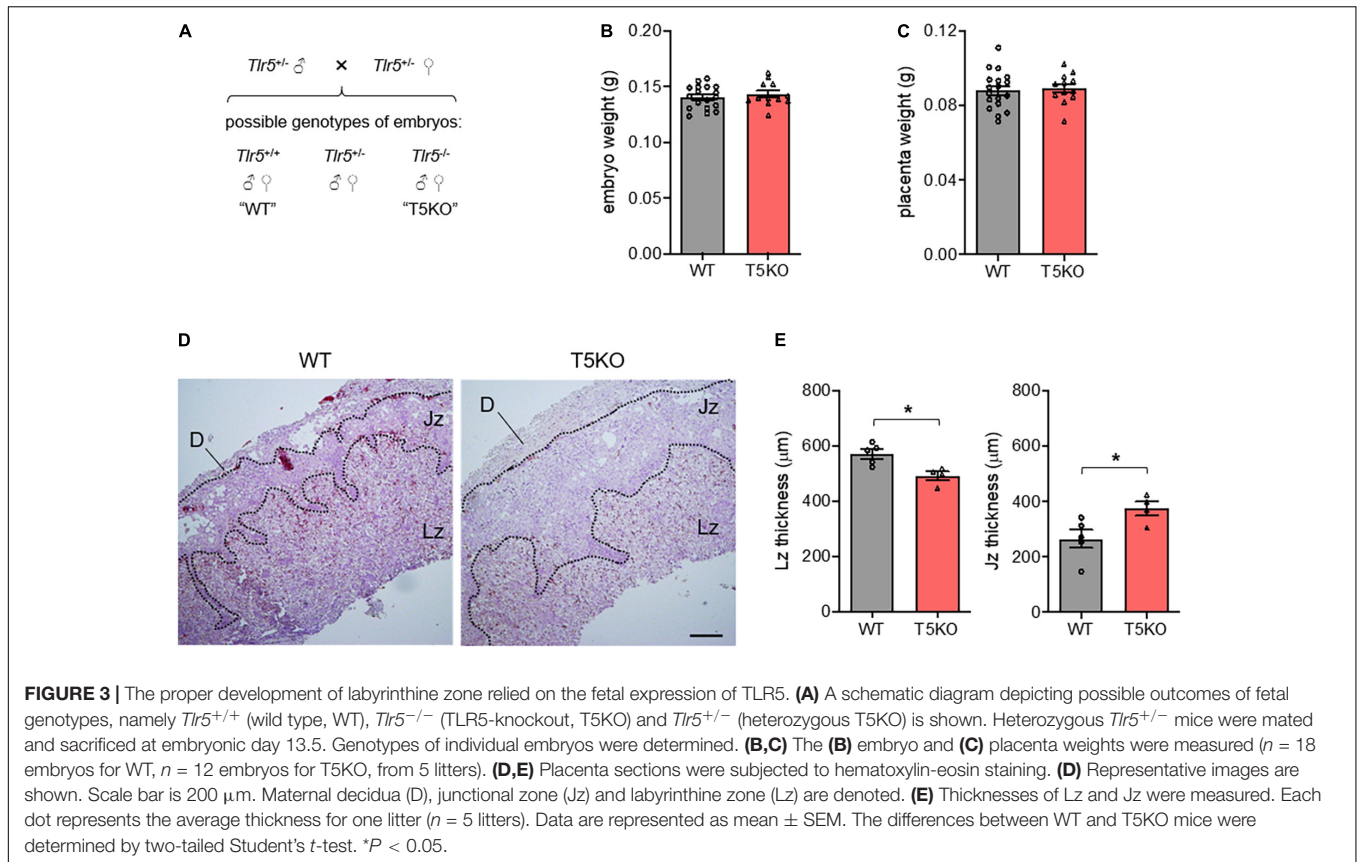 A
Tlr5+/- ♂ × Tlr5+/- ♀
possible genotypes of embryos:
Tlr5+/+ Tlr5+/- Tlr5-/-
♂ ♀ ♂ ♀ ♂ ♀
"WT" "T5KO"
B
embryo weight (g)
0.20
0.15
0.10
0.05
0.00
WT T5KO
C
placenta weight (g)
0.12
0.08
0.04
0.00
WT T5KO
D
WT T5KO
D
Jz
Lz
D
Jz
Lz
E
Lz thickness (μm)
800
600
400
200
0
*
WT T5KO
Jz thickness (μm)
800
600
400
200
0
*
WT T5KO
FIGURE 3 | The proper development of labyrinthine zone relied on the fetal expression of TLR5. (A) A schematic diagram depicting possible outcomes of fetal
genotypes, namely Tlr5+/+ (wild type, WT), Tlr5−/− (TLR5-knockout, T5KO) and Tlr5+/− (heterozygous T5KO) is shown. Heterozygous Tlr5+/− mice were mated
and sacrificed at embryonic day 13.5. Genotypes of individual embryos were determined. (B,C) The (B) embryo and (C) placenta weights were measured (n = 18
embryos for WT, n = 12 embryos for T5KO, from 5 litters). (D,E) Placenta sections were subjected to hematoxylin-eosin staining. (D) Representative images are
shown. Scale bar is 200 μm. Maternal decidua (D), junctional zone (Jz) and labyrinthine zone (Lz) are denoted. (E) Thicknesses of Lz and Jz were measured. Each
dot represents the average thickness for one litter (n = 5 litters). Data are represented as mean ± SEM. The differences between WT and T5KO mice were
determined by two-tailed Student's t-test. *P < 0.05.